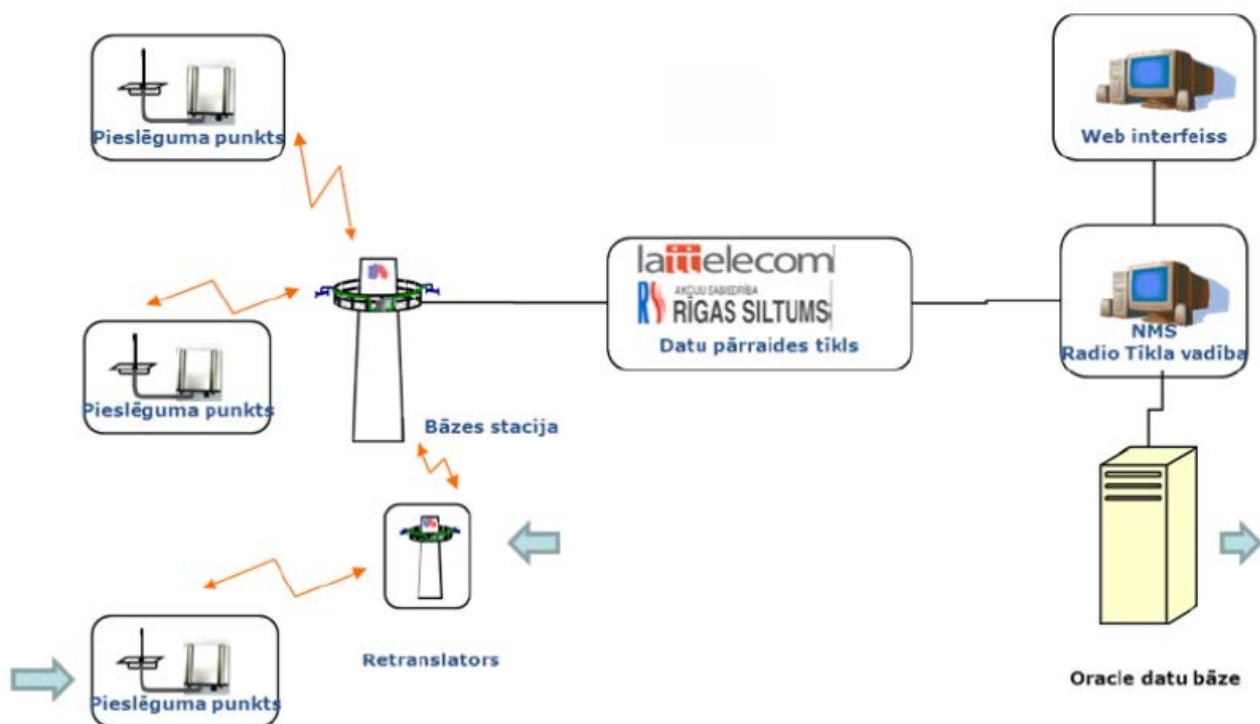 Pieslēguma punkts
Web interfeiss
lattelecom
AKCIJU SABIEDRĪBA
RS RĪGAS SILTUMS
Datu pārraides tīkls
NMS
Radio Tīkla vadība
Pieslēguma punkts
Bāzes stacija
Retranslators
Pieslēguma punkts
Oracle datu bāze